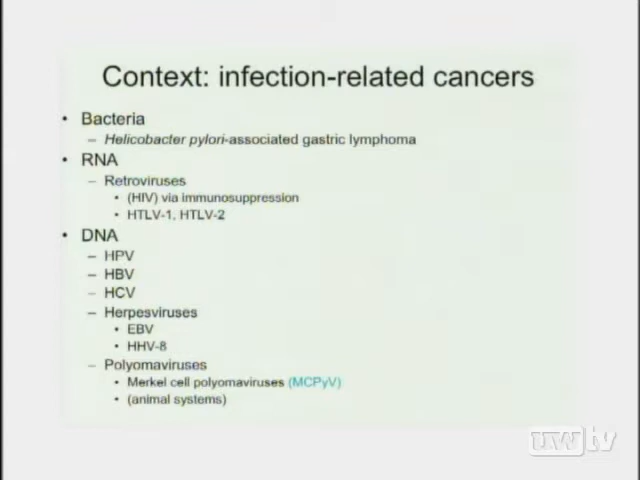 Context: infection-related cancers
• Bacteria
– Helicobacter pylori-associated gastric lymphoma
• RNA
– Retroviruses
• (HIV) via immunosuppression
• HTLV-1, HTLV-2
• DNA
– HPV
– HBV
– HCV
– Herpesviruses
• EBV
• HHV-8
– Polyomaviruses
• Merkel cell polyomaviruses (MCPyV)
• (animal systems)
uwtv